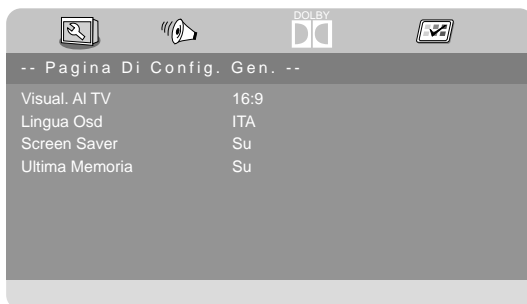 DOLBY
-- Pagina Di Config. Gen. --
Visual. Al TV 16:9
Lingua Osd ITA
Screen Saver Su
Ultima Memoria Su